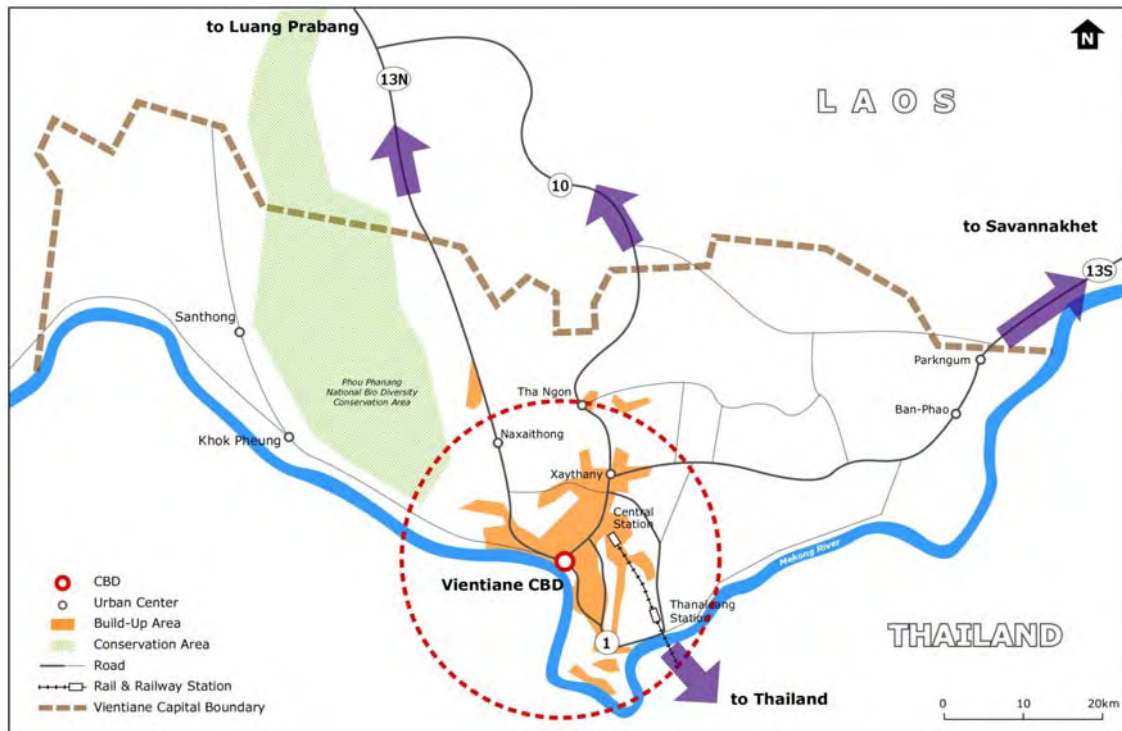 to Luang Prabang
N
13N
LAOS
10
to Savannakhet
13S
Santhong
Parkngum
Phou Phanang
National Bio Diversity
Conservation Area
Tha Ngon
Ban-Phao
Khok Pheung
Naxaithong
Xaythany
Central
Station
Mekong River
Vientiane CBD
Thanaleang
Station
1
THAILAND
to Thailand
CBD
Urban Center
Build-Up Area
Conservation Area
Road
Rail & Railway Station
Vientiane Capital Boundary
0 10 20km